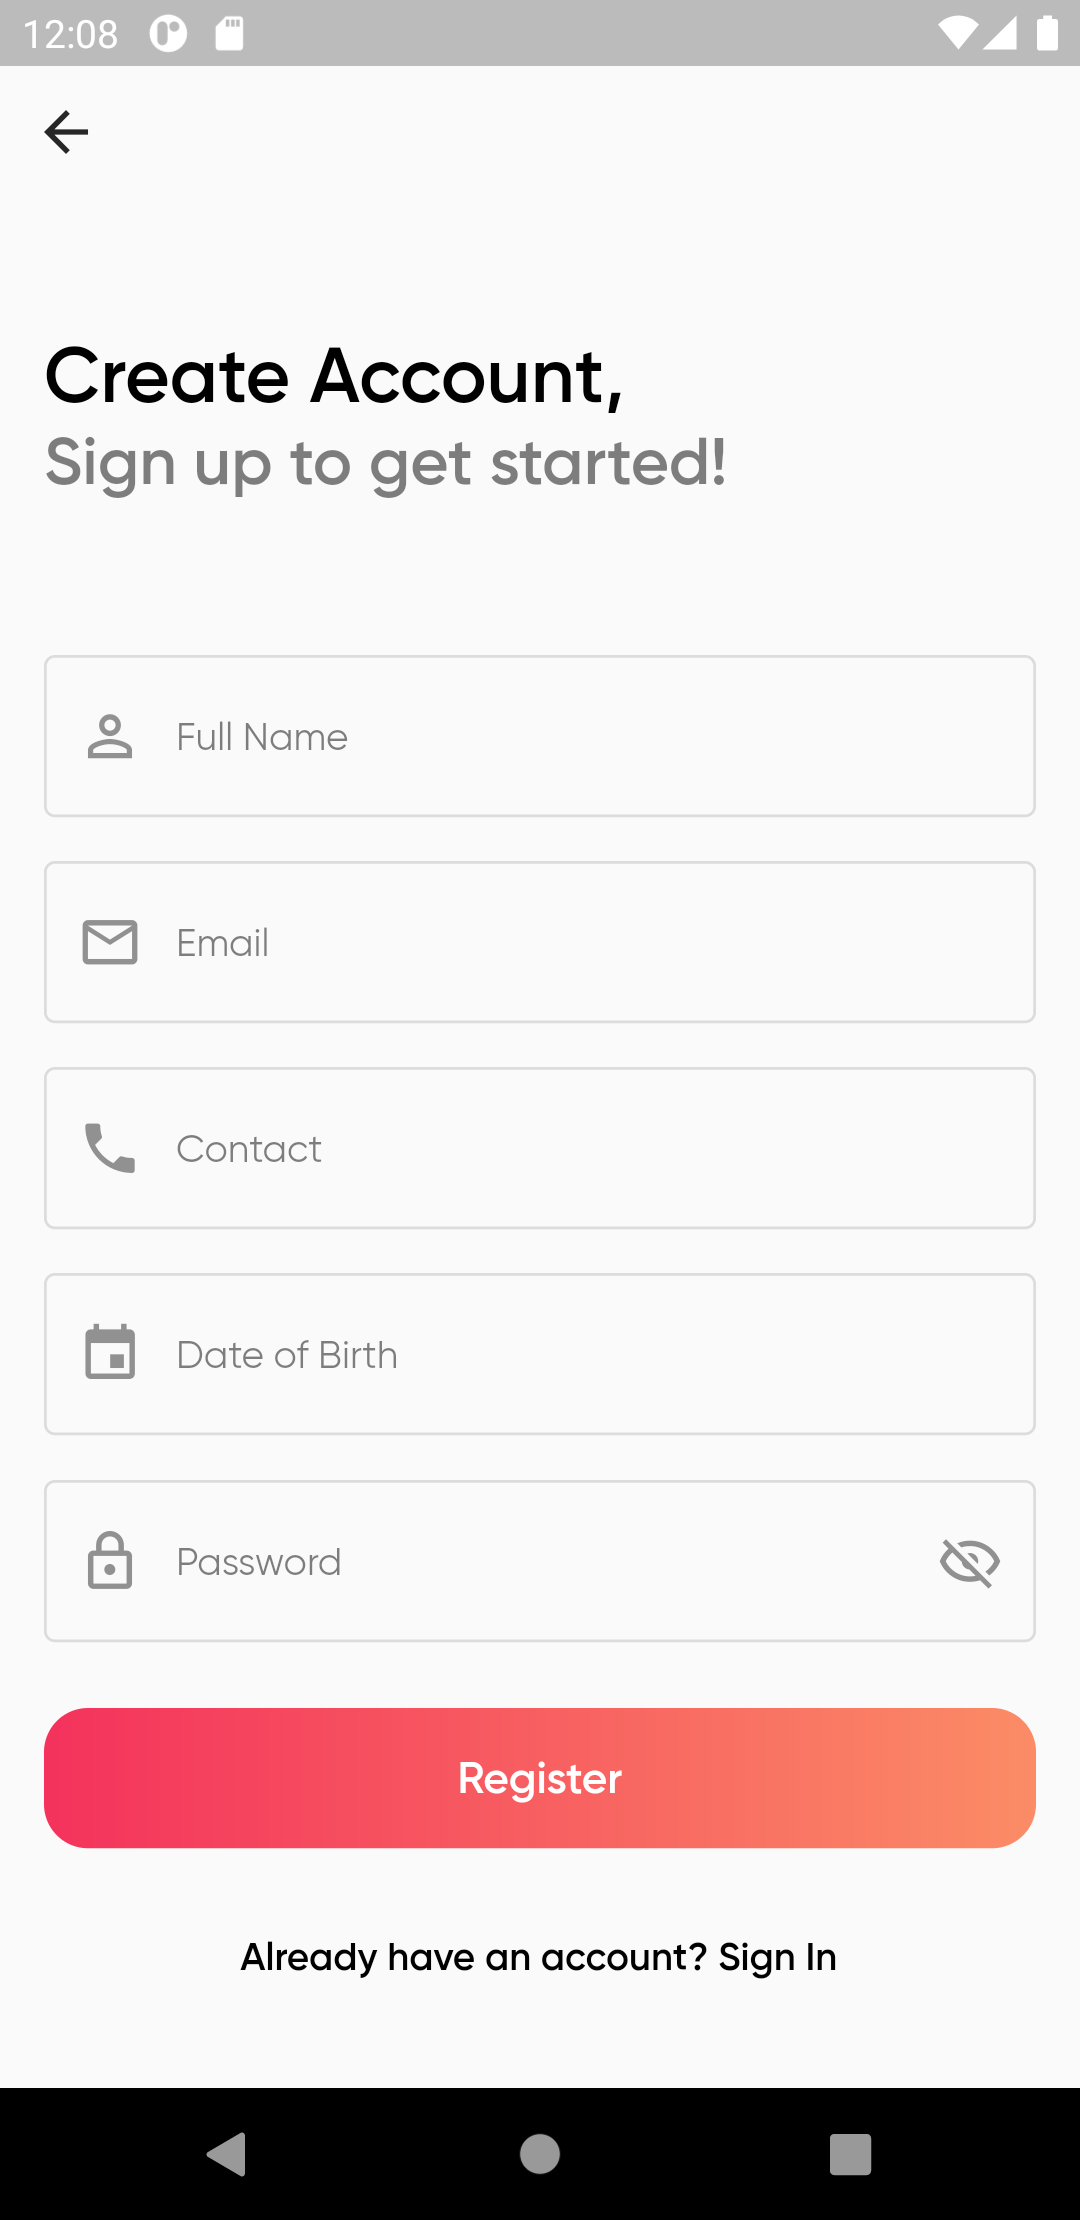 12:08
Create Account,
Sign up to get started!
Full Name
Email
Contact
Date of Birth
Password
Register
Already have an account? Sign In